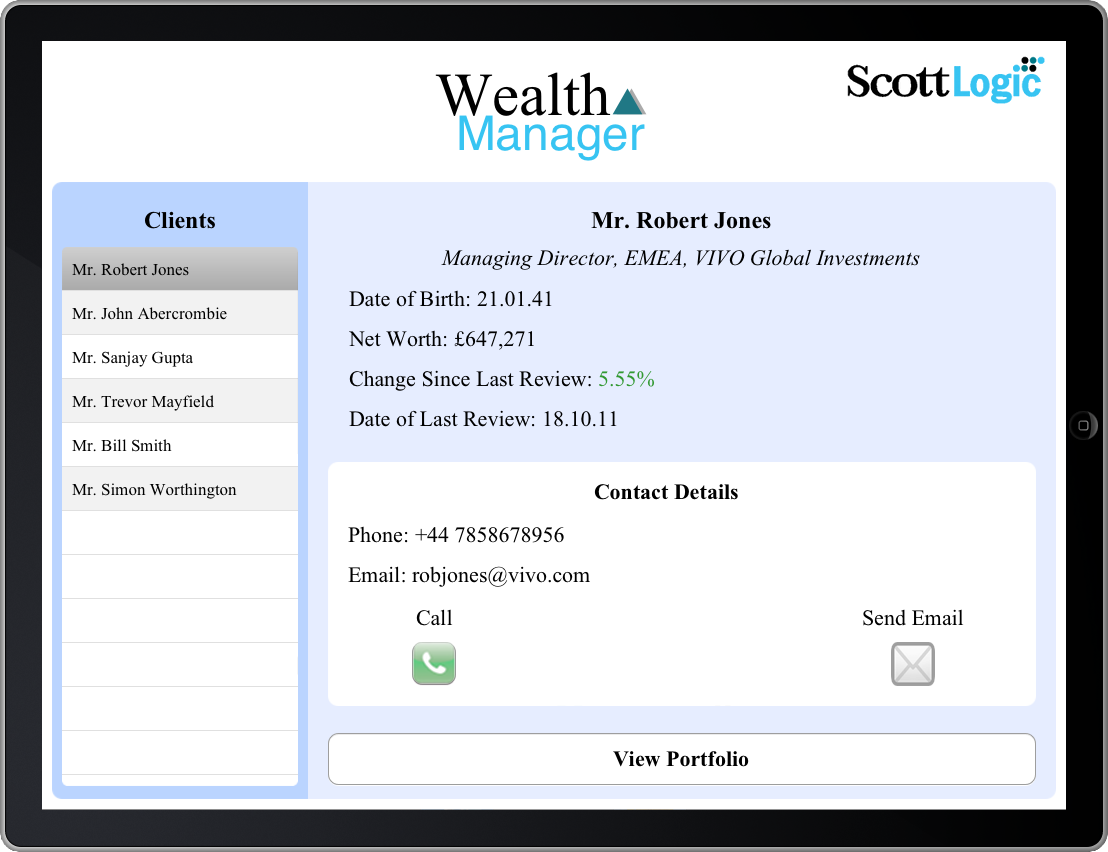 Wealth
Manager
ScottLogic
Clients
Mr. Robert Jones
Mr. John Abercrombie
Mr. Sanjay Gupta
Mr. Trevor Mayfield
Mr. Bill Smith
Mr. Simon Worthington
Mr. Robert Jones
Managing Director, EMEA, VIVO Global Investments
Date of Birth: 21.01.41
Net Worth: £647,271
Change Since Last Review: 5.55%
Date of Last Review: 18.10.11
Contact Details
Phone: +44 7858678956
Email: robjones@vivo.com
Call
Send Email
View Portfolio